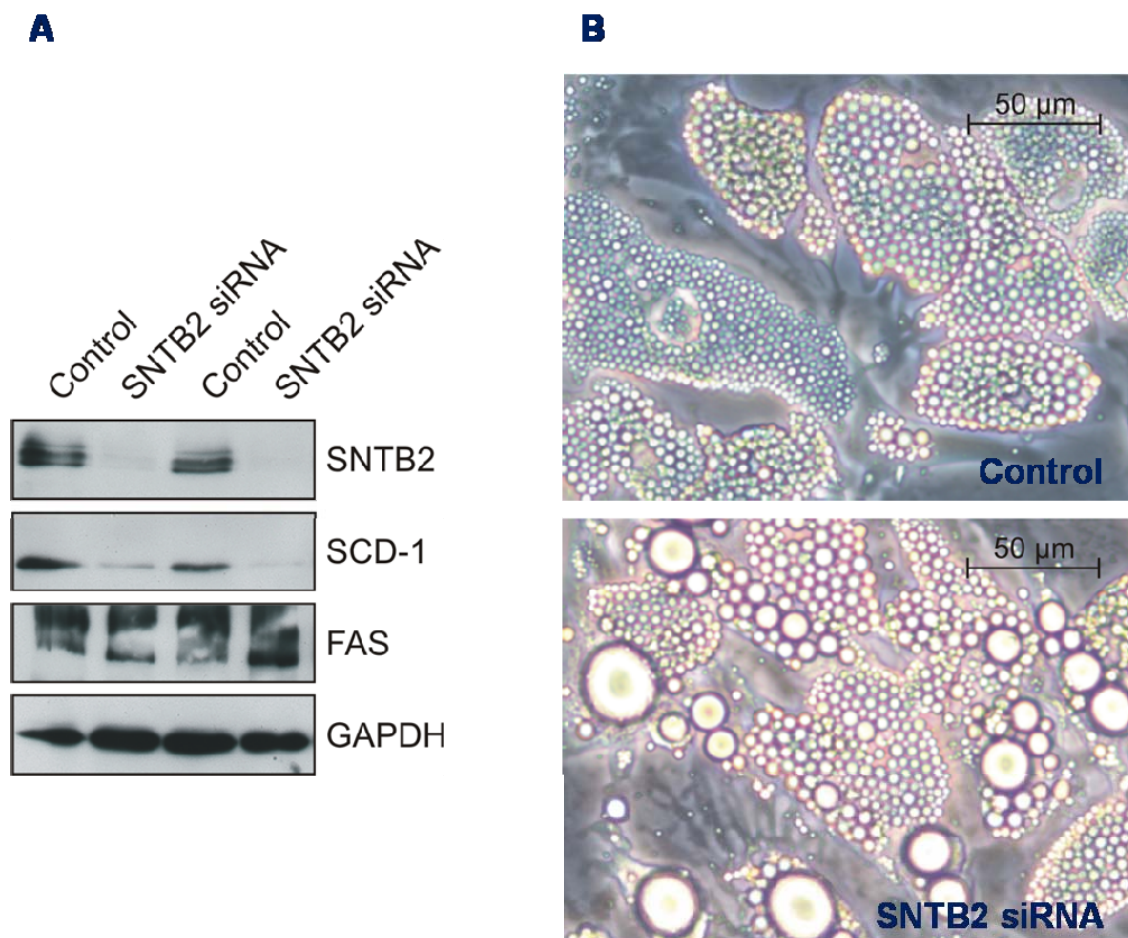 A
B
Control
SNTB2 siRNA
Control
SNTB2 siRNA
SNTB2
SCD-1
FAS
GAPDH
50 µm
Control
50 µm
SNTB2 siRNA